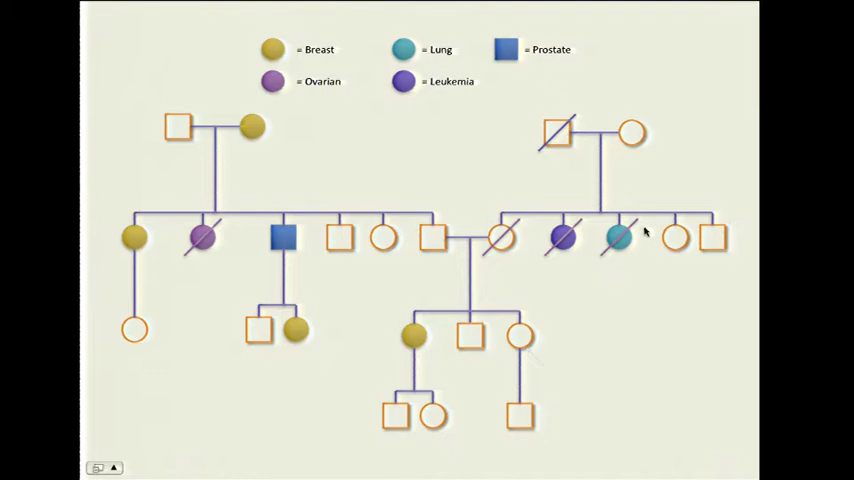 = Breast
= Lung
= Prostate
= Ovarian
= Leukemia